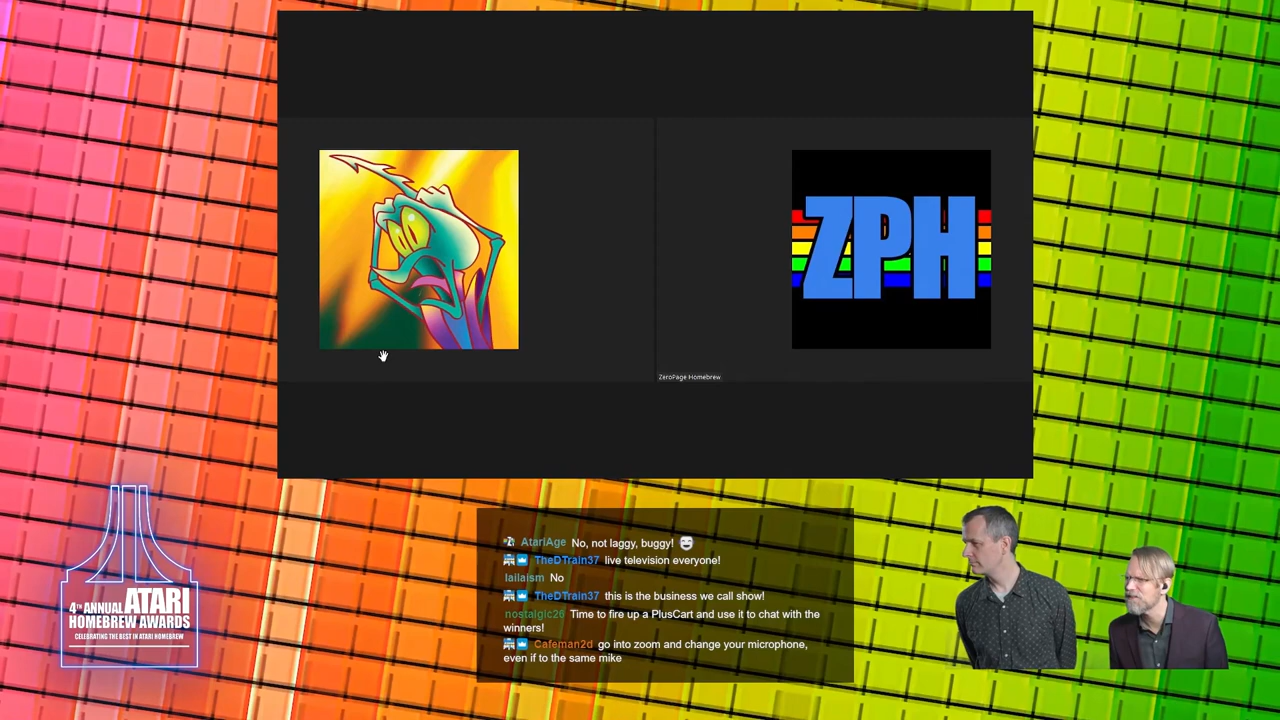 ZPH
ZeroPage Homebrew
AtariAge No, not laggy, buggy!
TheDTrain37 live television everyone!
lailaism No
TheDTrain37 this is the business we call show!
nostalgic26 Time to fire up a PlusCart and use it to chat with the
winners!
Cafeman2d go into zoom and change your microphone,
even if to the same mike
4TH ANNUAL ATARI
HOMEBREW AWARDS
CELEBRATING THE BEST IN ATARI HOMEBREW